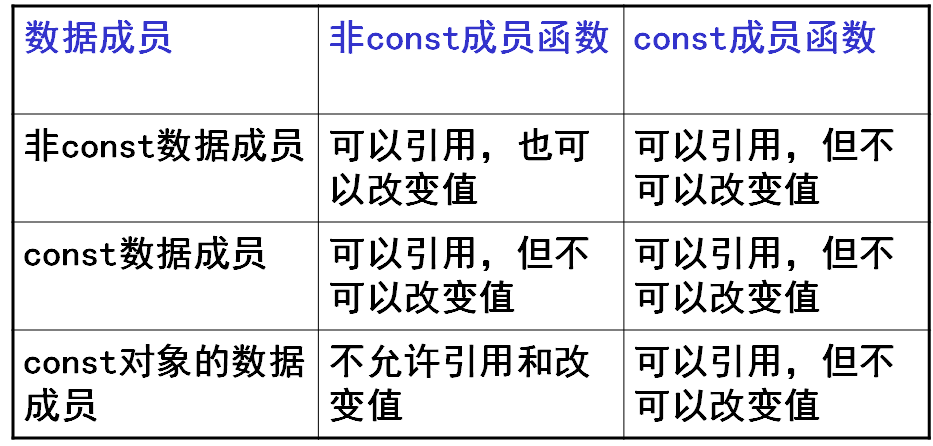 数据成员
非const成员函数
const成员函数
非const数据成员
可以引用，也可
以改变值
可以引用，但不
可以改变值
const数据成员
可以引用，但不
可以改变值
可以引用，但不
可以改变值
const对象的数据
成员
不允许引用和改
变值
可以引用，但不
可以改变值